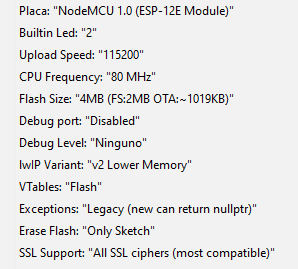 Placa: "NodeMCU 1.0 (ESP-12E Module)"
Builtin Led: "2"
Upload Speed: "115200"
CPU Frequency: "80 MHz"
Flash Size: "4MB (FS:2MB OTA:~1019KB)"
Debug port: "Disabled"
Debug Level: "Ninguno"
lwIP Variant: "v2 Lower Memory"
VTables: "Flash"
Exceptions: "Legacy (new can return nullptr)"
Erase Flash: "Only Sketch"
SSL Support: "All SSL ciphers (most compatible)"